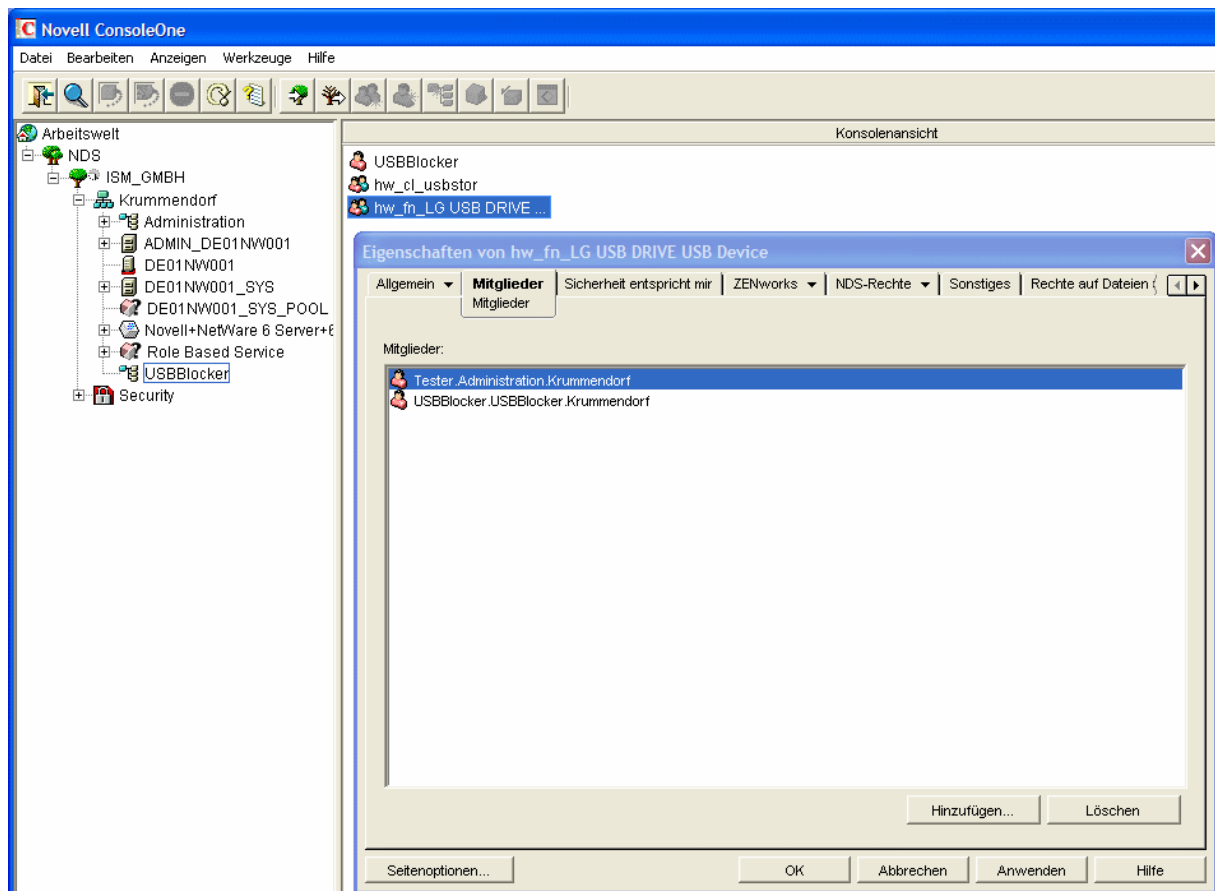 Novell ConsoleOne
Datei Bearbeiten Anzeigen Werkzeuge Hilfe
Arbeitswelt
NDS
ISM_GMBH
Krummendorf
Administration
ADMIN_DE01NW001
DE01NW001
DE01NW001_SYS
DE01NW001_SYS_POOL
Novell+NetWare 6 Server+6
Role Based Service
USBBlocker
Security
Konsolenansicht
USBBlocker
hw_cl_usbstor
hw_fn_LG USB DRIVE ...
Eigenschaften von hw_fn_LG USB DRIVE USB Device
Allgemein Mitglieder Sicherheit entspricht mir ZENworks NDS-Rechte Sonstiges Rechte auf Dateien
Mitglieder
Mitglieder:
Tester.Administration.Krummendorf
USBBlocker.USBBlocker.Krummendorf
Hinzufügen... Löschen
Seitenoptionen... OK Abbrechen Anwenden Hilfe